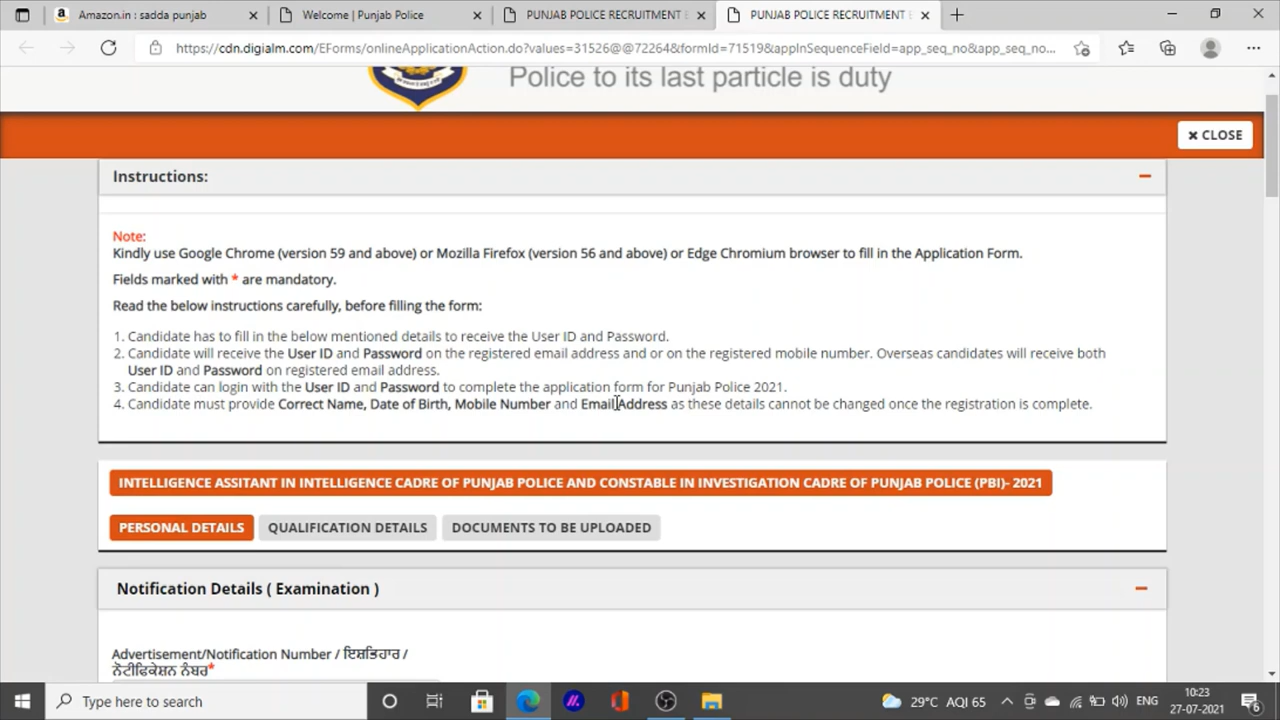 Amazon.in : sadda punjab
Welcome | Punjab Police
PUNJAB POLICE RECRUITMENT
PUNJAB POLICE RECRUITMENT
https://cdn.digialm.com/EForms/onlineApplicationAction.do?values=31526@@72264&formId=71519&appInSequenceField=app_seq_no&app_seq_no...
Police to its last particle is duty
CLOSE
Instructions:
Note:
Kindly use Google Chrome (version 59 and above) or Mozilla Firefox (version 56 and above) or Edge Chromium browser to fill in the Application Form.
Fields marked with * are mandatory.
Read the below instructions carefully, before filling the form:
1. Candidate has to fill in the below mentioned details to receive the User ID and Password.
2. Candidate will receive the User ID and Password on the registered email address and or on the registered mobile number. Overseas candidates will receive both
User ID and Password on registered email address.
3. Candidate can login with the User ID and Password to complete the application form for Punjab Police 2021.
4. Candidate must provide Correct Name, Date of Birth, Mobile Number and Email Address as these details cannot be changed once the registration is complete.
INTELLIGENCE ASSITANT IN INTELLIGENCE CADRE OF PUNJAB POLICE AND CONSTABLE IN INVESTIGATION CADRE OF PUNJAB POLICE (PBI)- 2021
PERSONAL DETAILS QUALIFICATION DETAILS DOCUMENTS TO BE UPLOADED
Notification Details ( Examination )
Advertisement/Notification Number / ਇਸ਼ਤਿਹਾਰ /
ਨੋਟੀਫਿਕੇਸ਼ਨ ਨੰਬਰ*
Type here to search
29°C AQI 65
ENG
10:23
27-07-2021
6